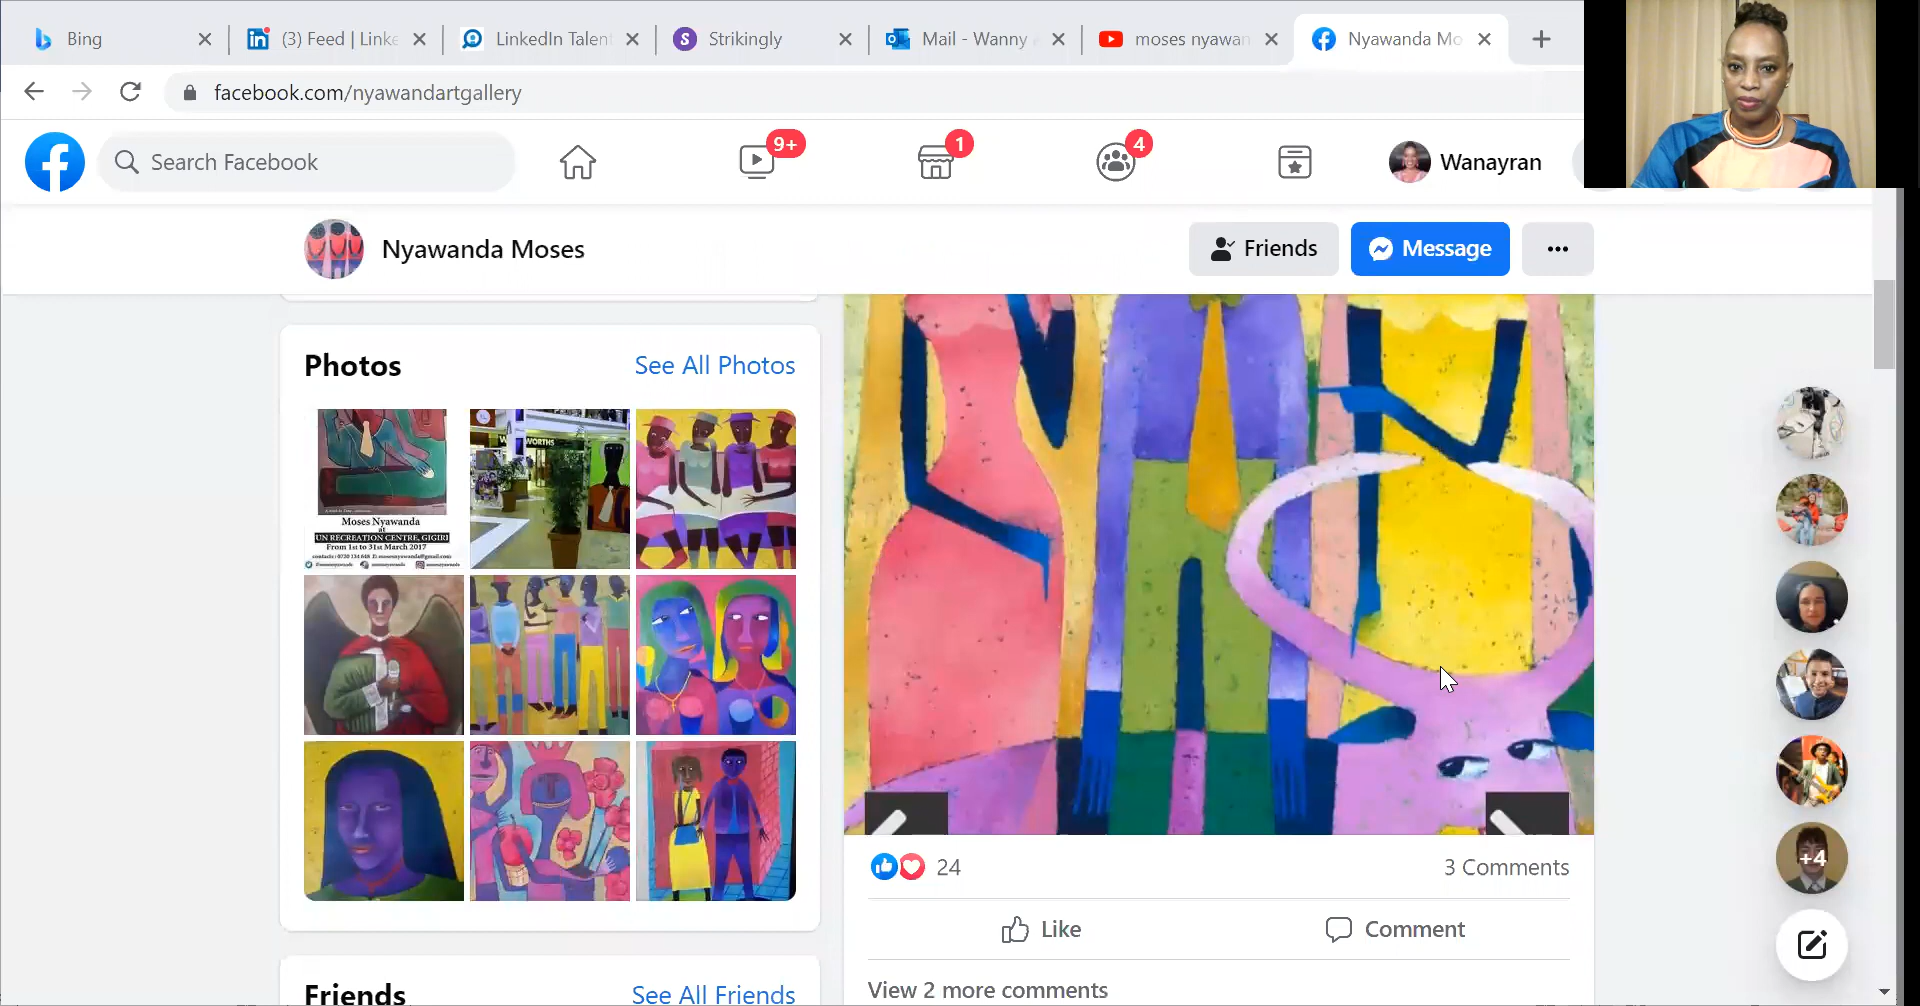 Bing
(3) Feed | Linke
LinkedIn Talen
Strikingly
Mail - Wanny
moses nyawan
Nyawanda Mo
facebook.com/nyawandartgallery
Search Facebook
9+
1
4
Wanayran
Nyawanda Moses
Friends
Message
Photos
See All Photos
Moses Nyawanda
at
UN RECREATION CENTRE, GIGIRI
From 1st to 31st March 2017
WORTHS
24
3 Comments
Like
Comment
View 2 more comments
Friends
See All Friends
+4